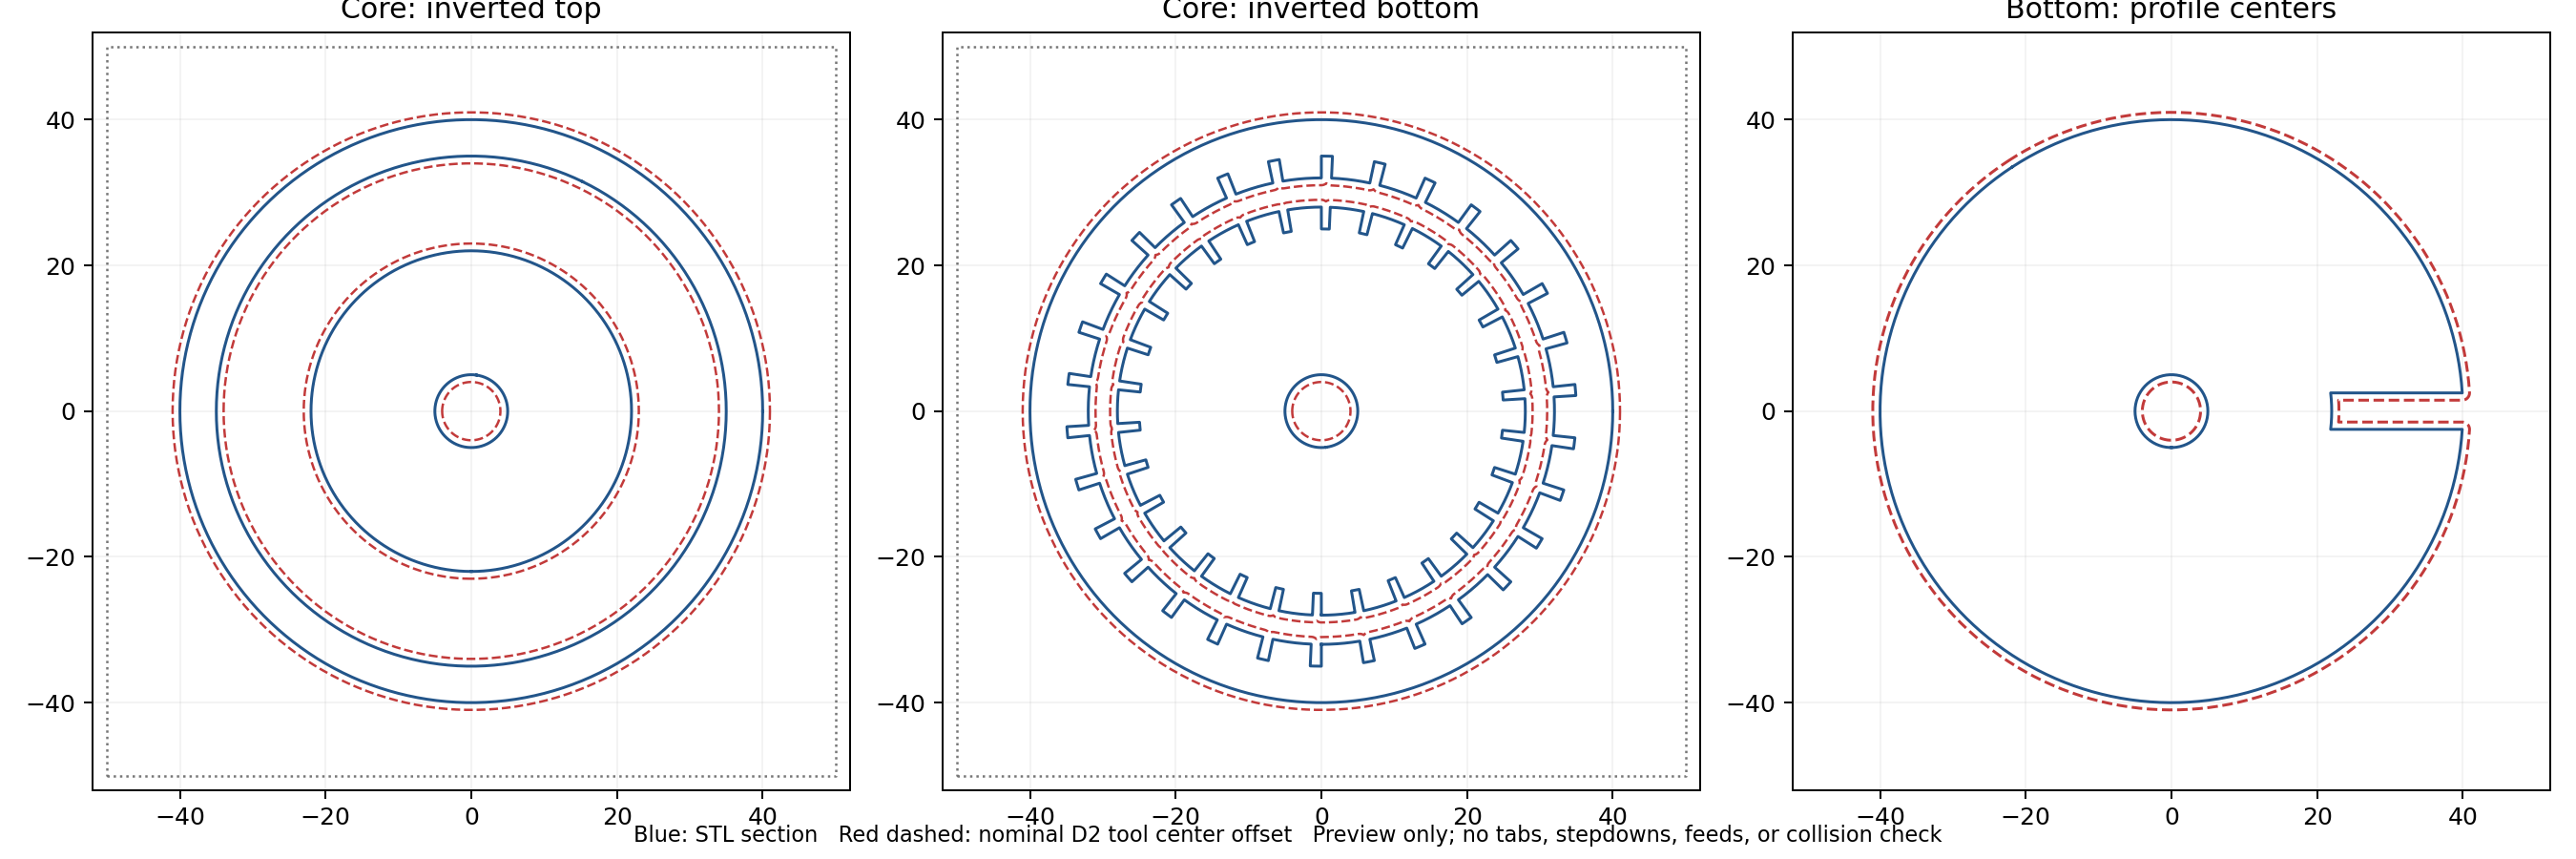 Core: inverted top
Core: inverted bottom
Bottom: profile centers
40
20
0
−20
−40
−40 −20 0 20 40
40
20
0
−20
−40
−40 −20 0 20 40
40
20
0
−20
−40
−40 −20 0 20 40
Blue: STL section Red dashed: nominal D2 tool center offset Preview only; no tabs, stepdowns, feeds, or collision check